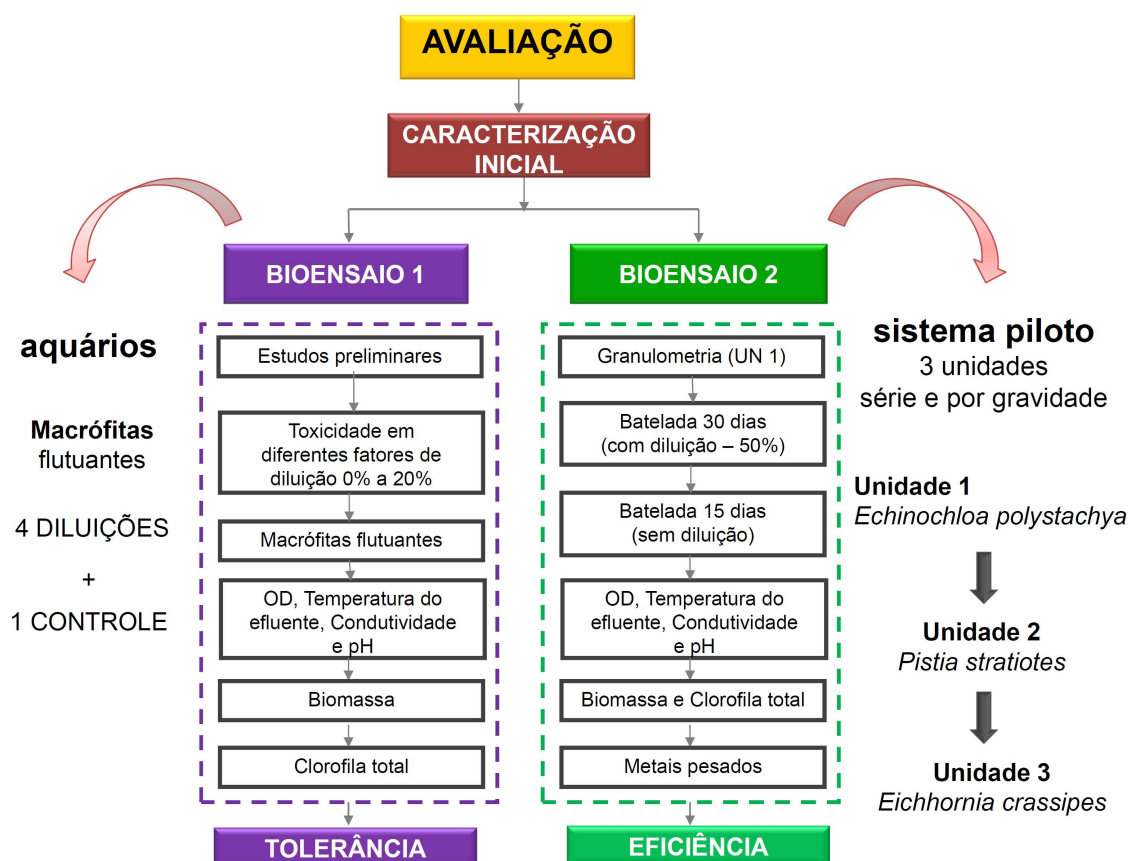 AVALIAÇÃO
CARACTERIZAÇÃO
INICIAL
BIOENSAIO 1
BIOENSAIO 2
aquários
Macrófitas
flutuantes
4 DILUIÇÕES
+
1 CONTROLE
Estudos preliminares
Toxicidade em
diferentes fatores de
diluição 0% a 20%
Macrófitas flutuantes
OD, Temperatura do
efluente, Condutividade
e pH
Biomassa
Clorofila total
TOLERÂNCIA
Granulometria (UN 1)
Batelada 30 dias
(com diluição – 50%)
Batelada 15 dias
(sem diluição)
OD, Temperatura do
efluente, Condutividade
e pH
Biomassa e Clorofila total
Metais pesados
EFICIÊNCIA
sistema piloto
3 unidades
série e por gravidade
Unidade 1
Echinochloa polystachya
Unidade 2
Pistia stratiotes
Unidade 3
Eichhornia crassipes